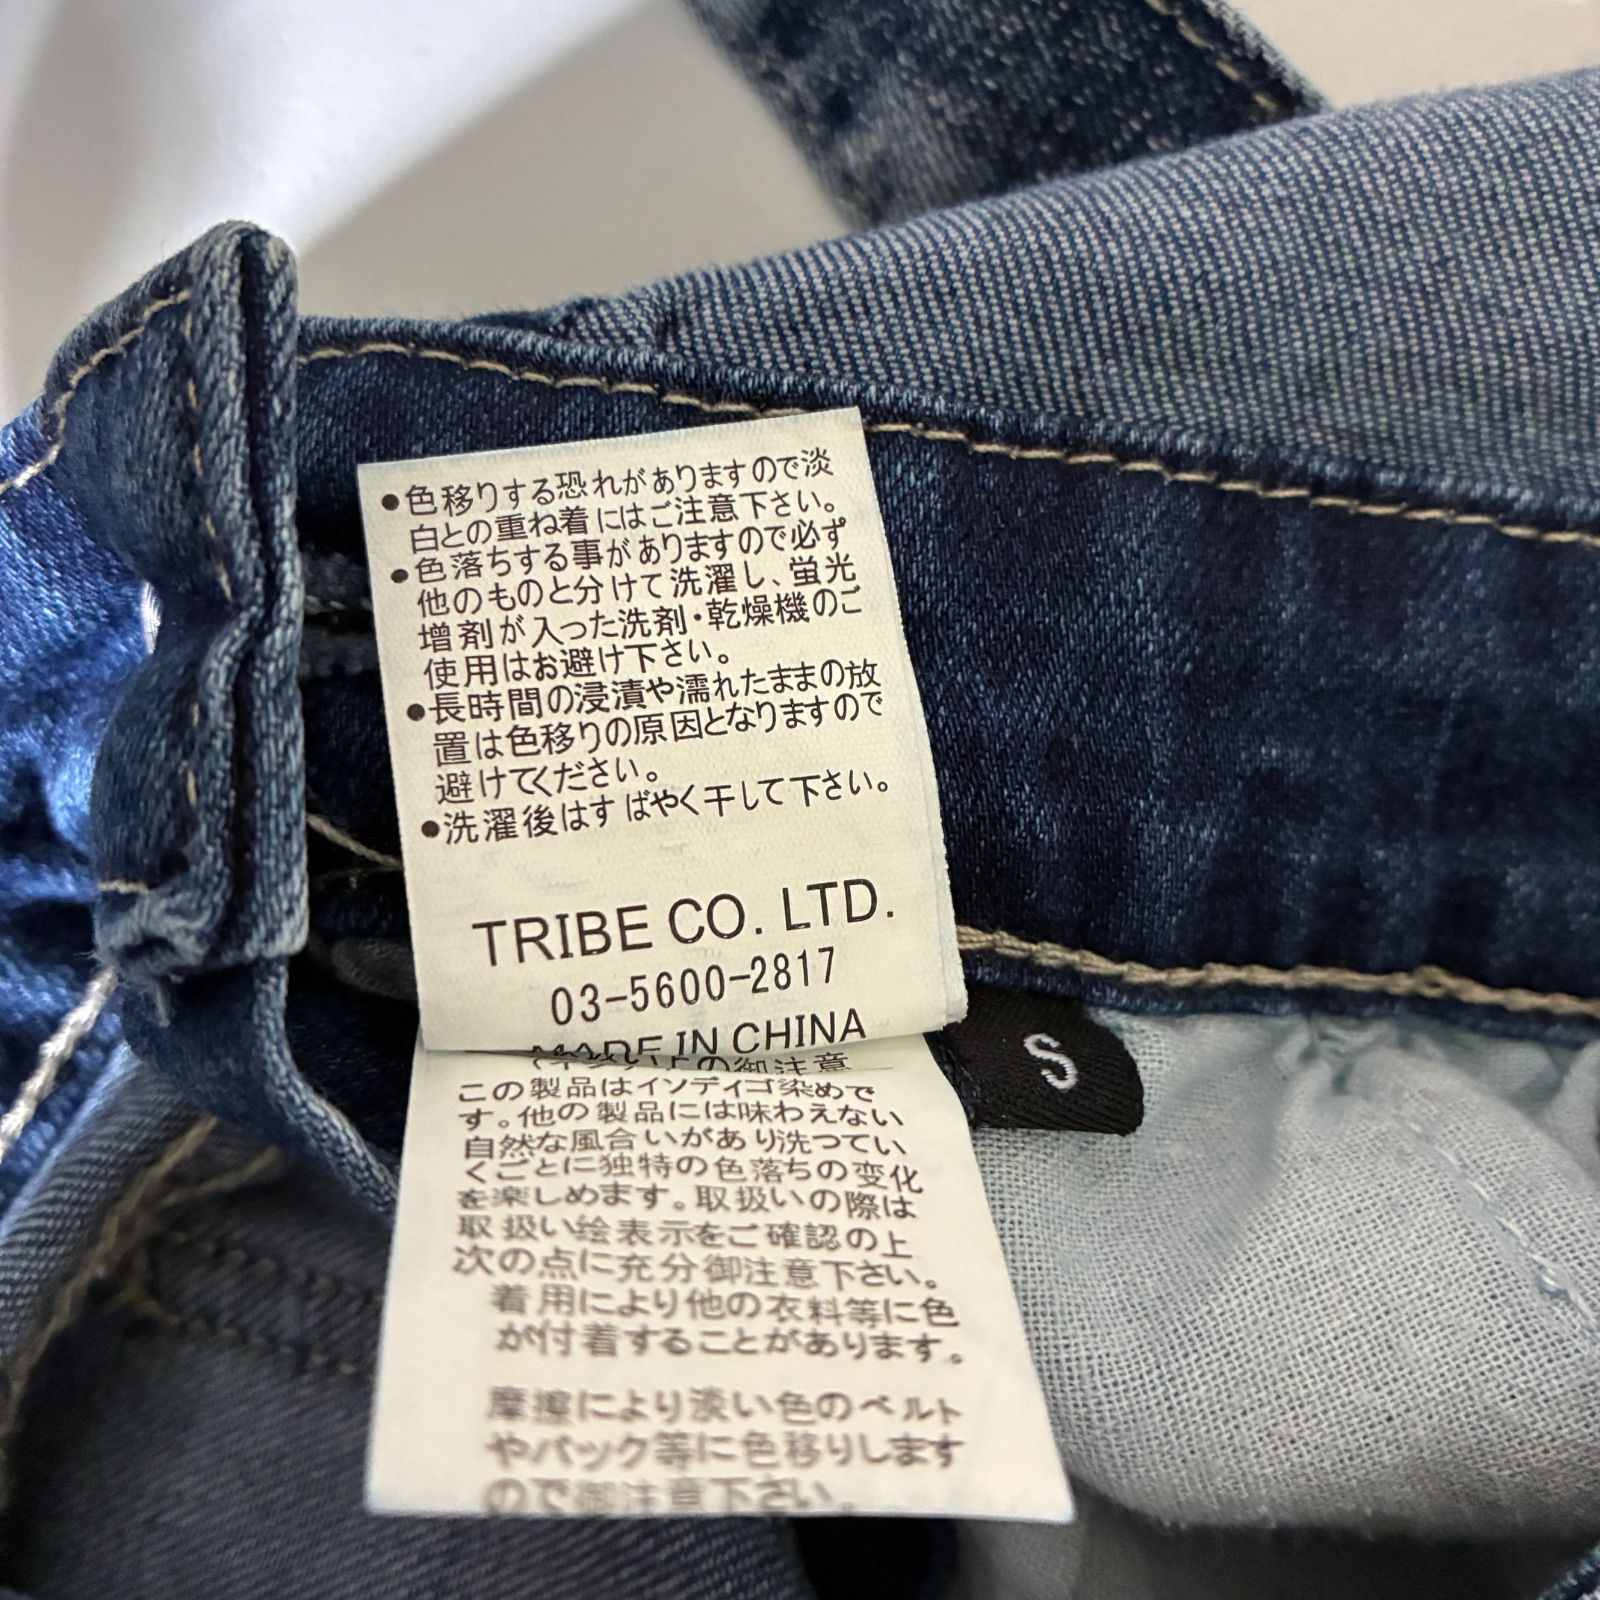 ●色移りする恐れがありますので淡
白との重ね着にはご注意下さい。
●色落ちする事がありますので必ず
他のものと分けて洗濯し、蛍光
増剤が入った洗剤・乾燥機のご
使用はお避け下さい。
●長時間の浸漬や濡れたままの放
置は色移りの原因となりますので
避けてください。
●洗濯後はすばやく干して下さい。
TRIBE CO. LTD.
03-5600-2817
MADE IN CHINA
S
上の御注意
この製品はインディゴ染めで
す。他の製品には味わえない
自然な風合いがあり洗ってい
くごとに独特の色落ちの変化
を楽しめます。取扱いの際は
取扱い絵表示をご確認の上
次の点に充分御注意下さい。
着用により他の衣料等に色
が付着することがあります。
摩擦により淡い色のベルト
やバック等に色移りします
ので御注意下さい。